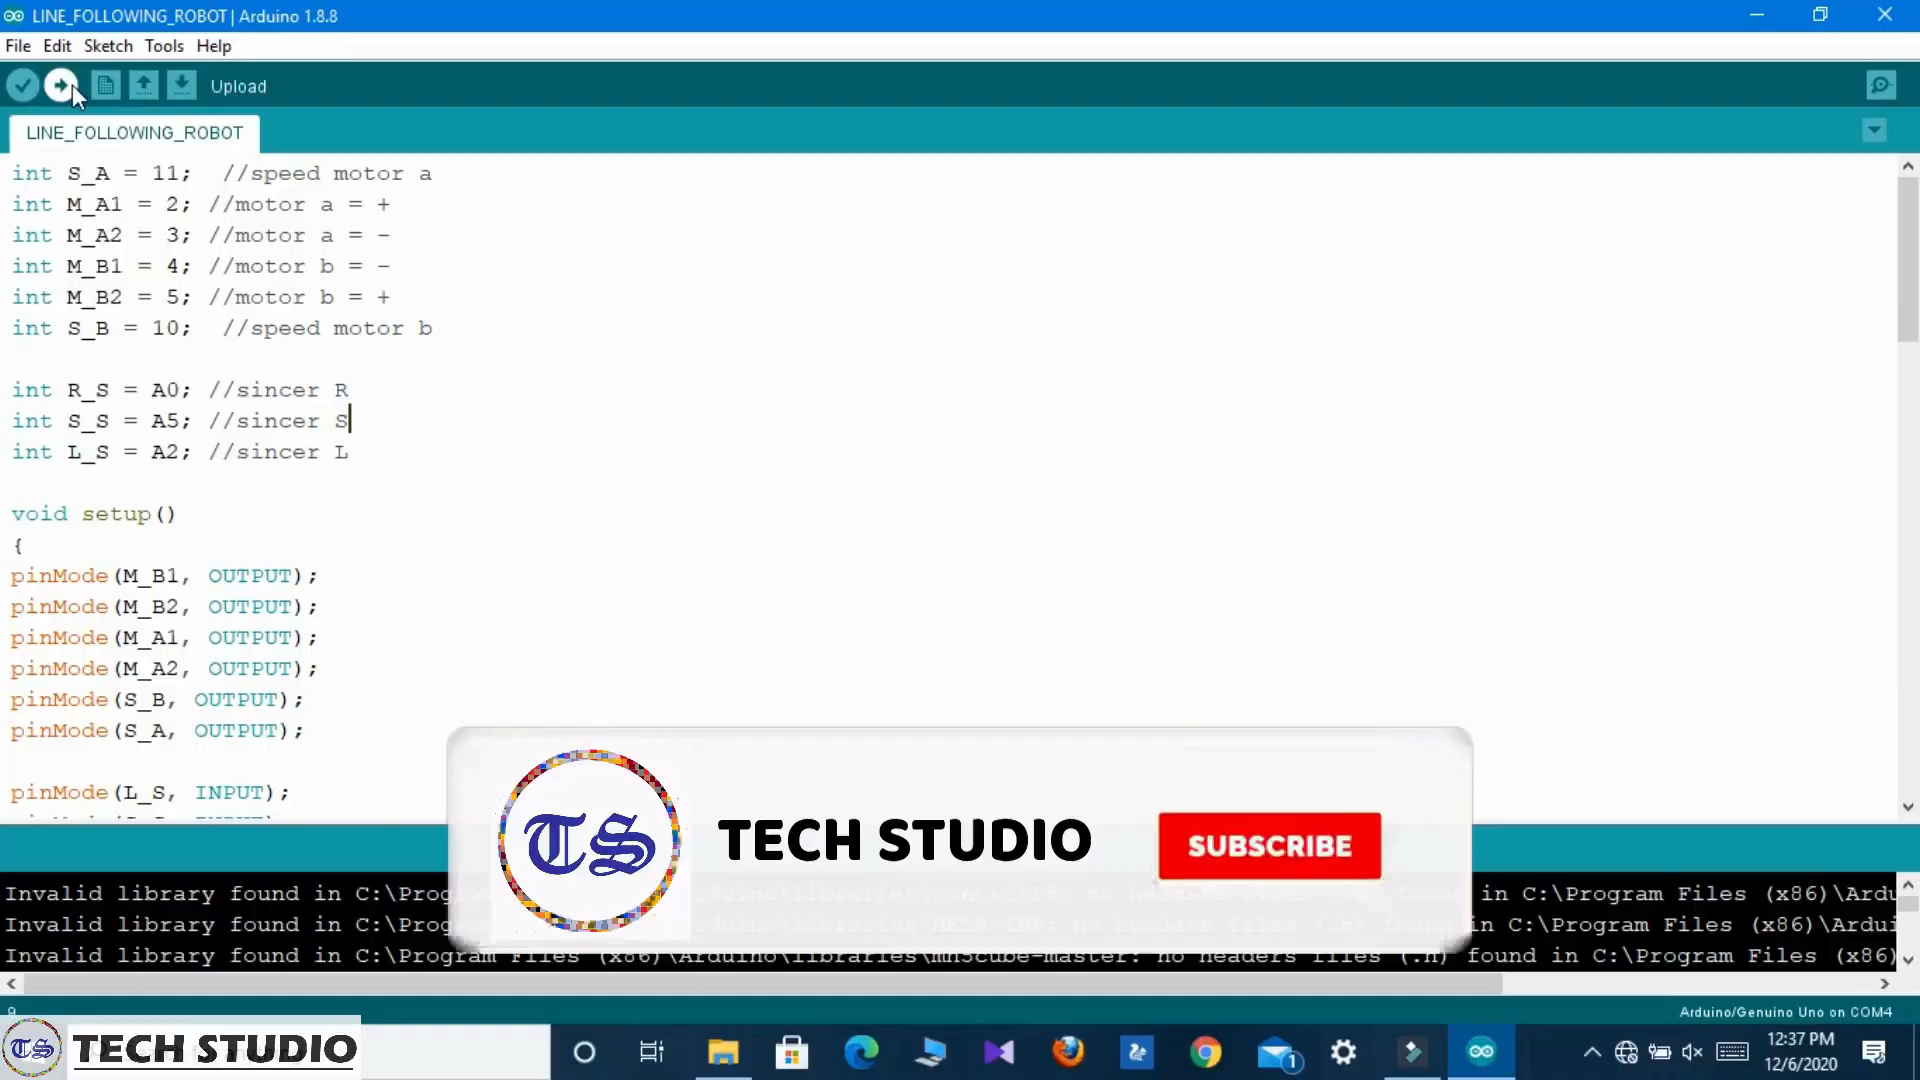 LINE_FOLLOWING_ROBOT | Arduino 1.8.8
File Edit Sketch Tools Help
Upload
LINE_FOLLOWING_ROBOT
int S_A = 11;  //speed motor a
int M_A1 = 2; //motor a = +
int M_A2 = 3; //motor a = -
int M_B1 = 4; //motor b = -
int M_B2 = 5; //motor b = +
int S_B = 10;  //speed motor b
int R_S = A0; //sincer R
int S_S = A5; //sincer S
int L_S = A2; //sincer L
void setup()
{
pinMode(M_B1, OUTPUT);
pinMode(M_B2, OUTPUT);
pinMode(M_A1, OUTPUT);
pinMode(M_A2, OUTPUT);
pinMode(S_B, OUTPUT);
pinMode(S_A, OUTPUT);
pinMode(L_S, INPUT);
TS TECH STUDIO SUBSCRIBE
Invalid library found in C:\Program in C:\Program Files (x86)\Ardu
Invalid library found in C:\Program in C:\Program Files (x86)\Ardui
Invalid library found in C:\Program Files (x86)\Arduino\libraries\mh5cube-master: no headers files (.h) found in C:\Program Files (x86)
9
Arduino/Genuino Uno on COM4
TS TECH STUDIO
1
12:37 PM
12/6/2020